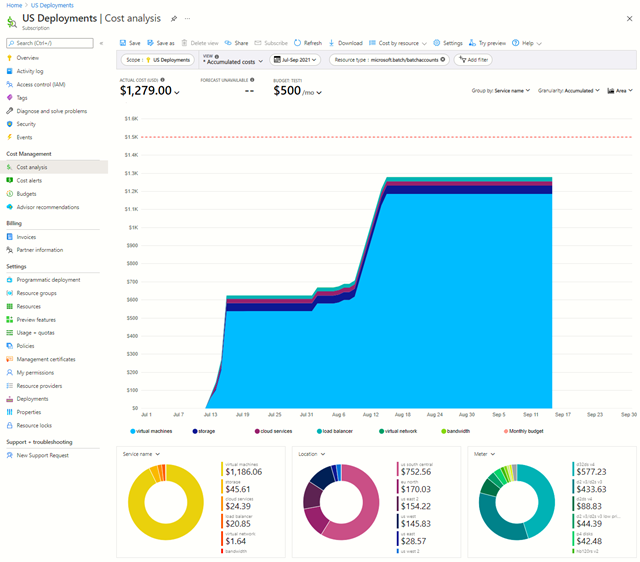 Home > US Deployments
US Deployments | Cost analysis
Subscription
Search (Ctrl+/)
Overview
Activity log
Access control (IAM)
Tags
Diagnose and solve problems
Security
Events
Cost Management
Cost analysis
Cost alerts
Budgets
Advisor recommendations
Billing
Invoices
Partner information
Settings
Programmatic deployment
Resource groups
Resources
Preview features
Usage + quotas
Policies
Management certificates
My permissions
Resource providers
Deployments
Properties
Resource locks
Support + troubleshooting
New Support Request
Save Save as Delete view Share Subscribe Refresh Download Cost by resource Settings Try preview Help
Scope : US Deployments
VIEW
* Accumulated costs
Jul-Sep 2021
Resource type : microsoft.batch/batchaccounts
Add filter
ACTUAL COST (USD)
$1,279.00
FORECAST UNAVAILABLE
--
BUDGET: TEST1
$500 /mo
Group by: Service name
Granularity: Accumulated
Area
$1.6K
$1.5K
$1.4K
$1.3K
$1.2K
$1.1K
$1K
$900
$800
$700
$600
$500
$400
$300
$200
$100
$0
Jul 1 Jul 7 Jul 13 Jul 19 Jul 25 Jul 31 Aug 6 Aug 12 Aug 18 Aug 24 Aug 30 Sep 5 Sep 11 Sep 17 Sep 23 Sep 30
virtual machines storage cloud services load balancer virtual network bandwidth Monthly budget
Service name
virtual machines
$1,186.06
storage
$45.61
cloud services
$24.39
load balancer
$20.85
virtual network
$1.64
bandwidth
Location
us south central
$752.56
eu north
$170.03
us east 2
$154.22
us west
$145.83
us east
$28.57
us west 2
Meter
d32ds v4
$577.23
d2 v3/d2s v3
$433.63
d2ds v4
$88.83
d2 v3/d2s v3 low pri...
$44.39
p4 disks
$42.48